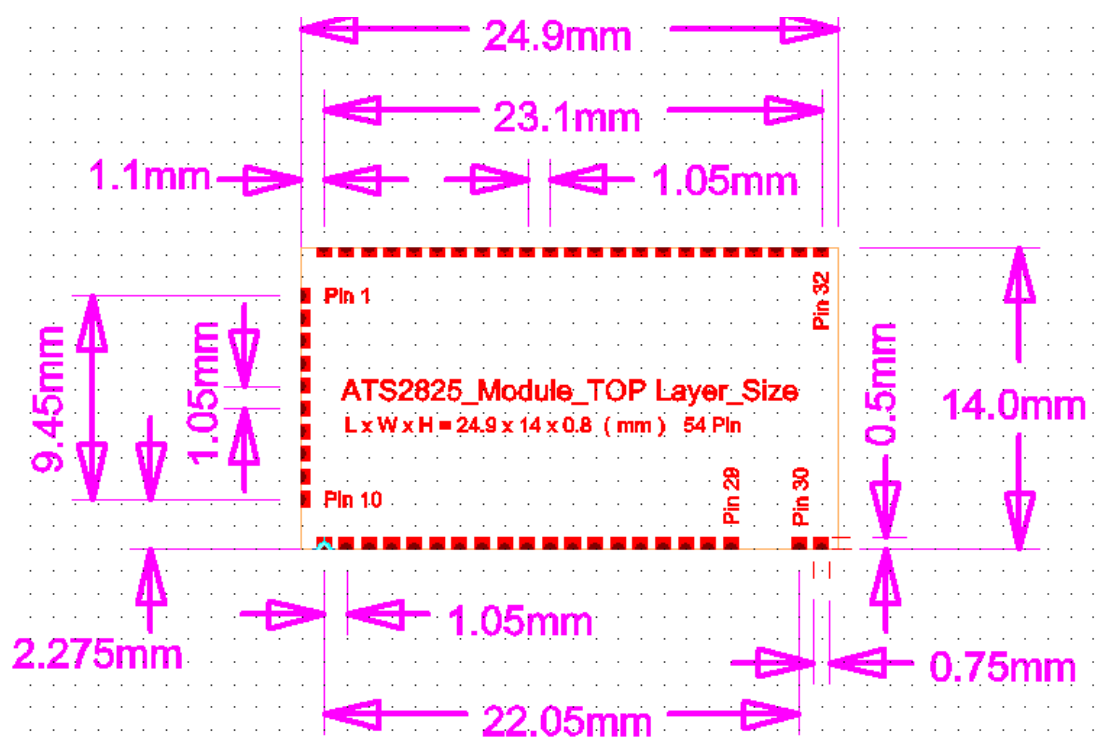 24.9mm
23.1mm
1.1mm
1.05mm
Pin 1
Pin 32
9.45mm
1.05mm
ATS2825_Module_TOP Layer_Size
L x W x H = 24.9 x 14 x 0.8 ( mm ) 54 Pin
0.5mm
14.0mm
Pin 10
Pin 29
Pin 30
1.05mm
2.275mm
0.75mm
22.05mm